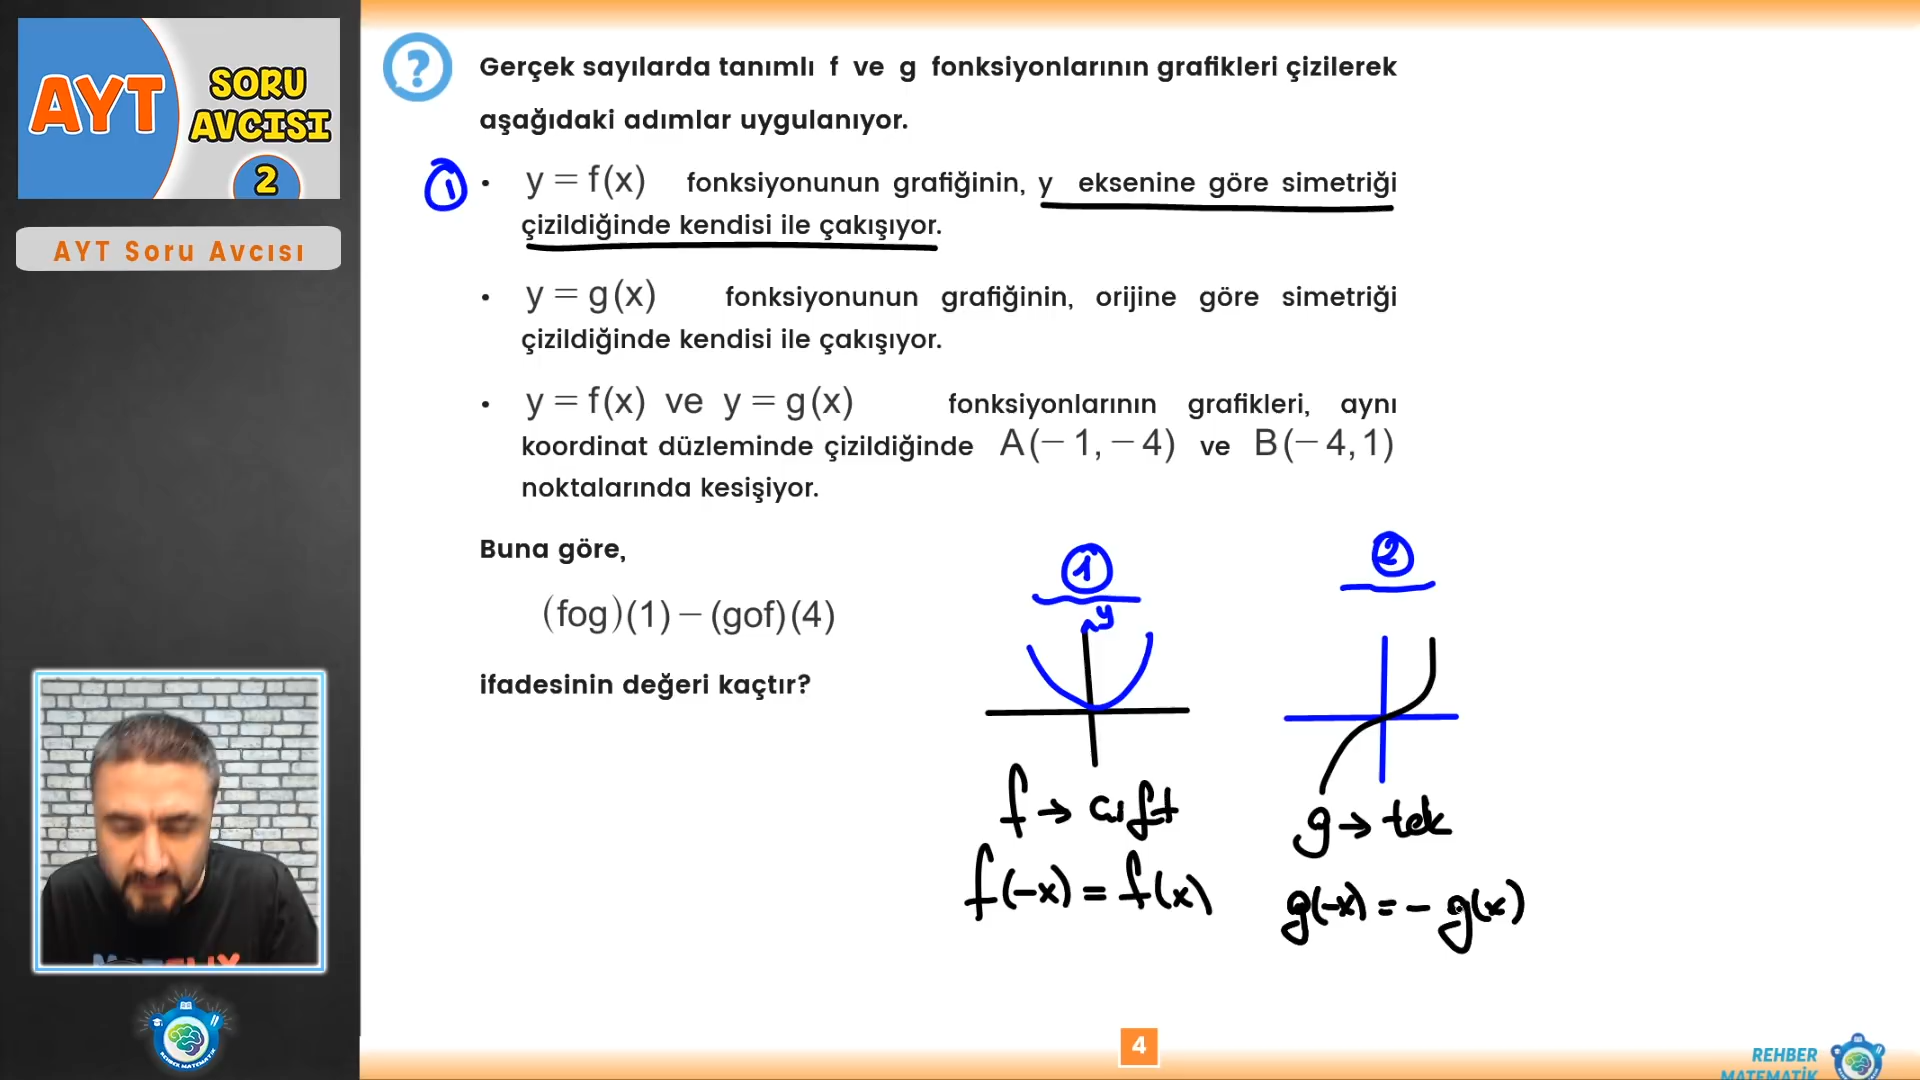 AYT
SORU
AVCISI
2
AYT Soru Avcısı
?
Gerçek sayılarda tanımlı f ve g fonksiyonlarının grafikleri çizilerek
aşağıdaki adımlar uygulanıyor.
1
• y = f(x) fonksiyonunun grafiğinin, y eksenine göre simetriği
çizildiğinde kendisi ile çakışıyor.
• y = g(x) fonksiyonunun grafiğinin, orijine göre simetriği
çizildiğinde kendisi ile çakışıyor.
• y = f(x) ve y = g(x) fonksiyonlarının grafikleri, aynı
koordinat düzleminde çizildiğinde A(−1, −4) ve B(−4, 1)
noktalarında kesişiyor.
Buna göre,
(fog)(1) − (gof)(4)
ifadesinin değeri kaçtır?
1
y
f → çift
f(-x) = f(x)
2
g → tek
g(-x) = - g(x)
REHBER MATEMATİK
4
REHBER
MATEMATİK